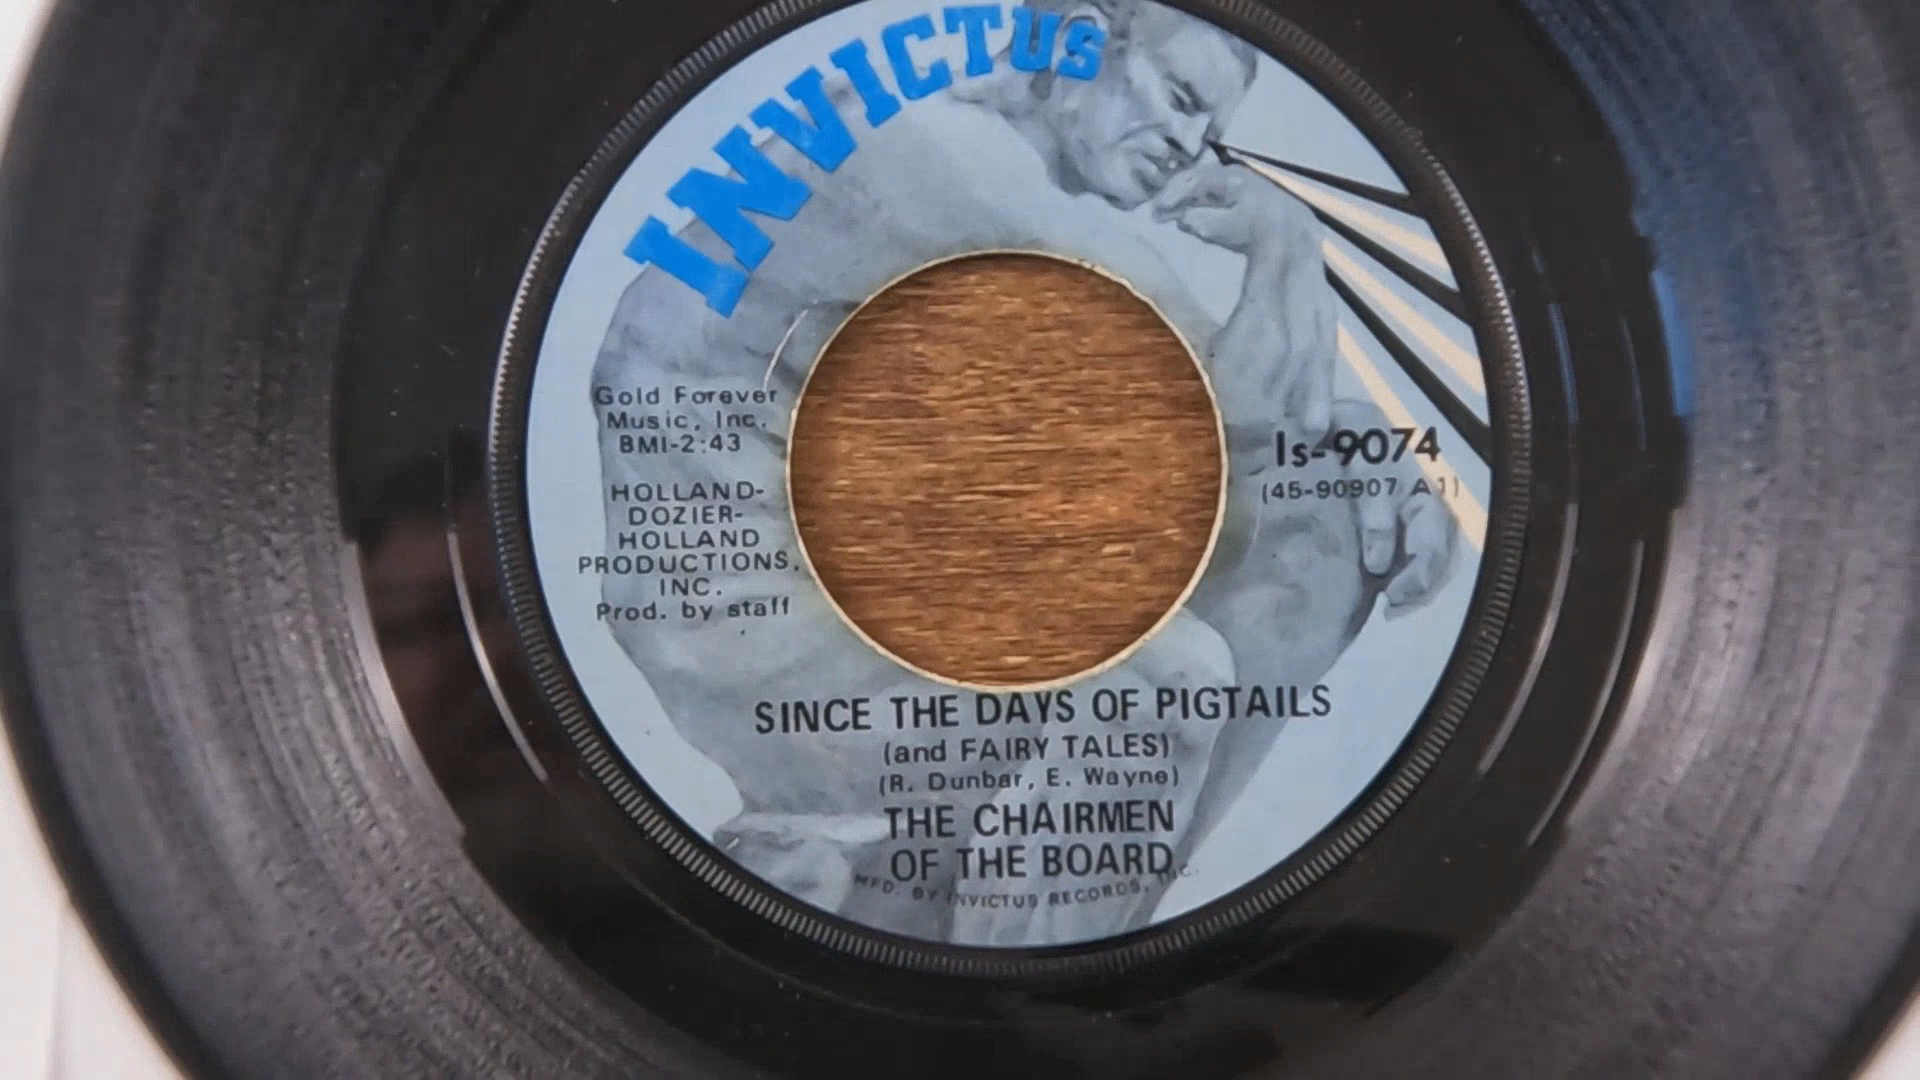 INVICTUS
Gold Forever
Music, Inc.
BMI-2:43
HOLLAND-
DOZIER-
HOLLAND
PRODUCTIONS,
INC.
Prod. by staff
Is-9074
(45-90907 A1)
SINCE THE DAYS OF PIGTAILS
(and FAIRY TALES)
(R. Dunbar, E. Wayne)
THE CHAIRMEN
OF THE BOARD
MFD. BY INVICTUS RECORDS, INC.